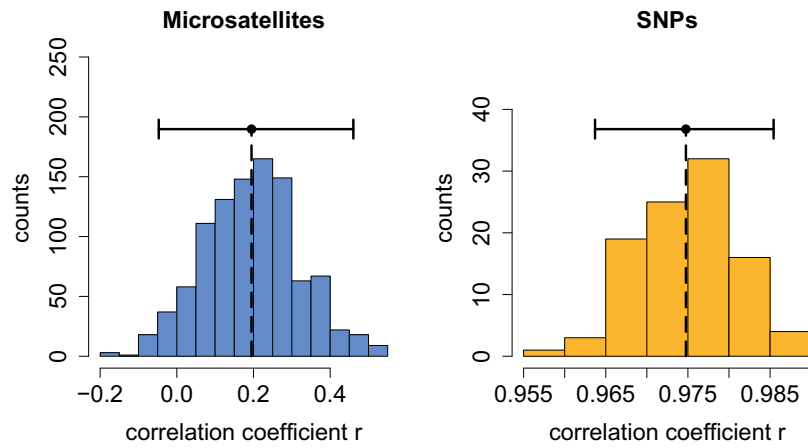 Microsatellites
counts
250
200
150
100
50
0
−0.2 0.0 0.2 0.4
correlation coefficient r
SNPs
counts
40
30
20
10
0
0.955 0.965 0.975 0.985
correlation coefficient r